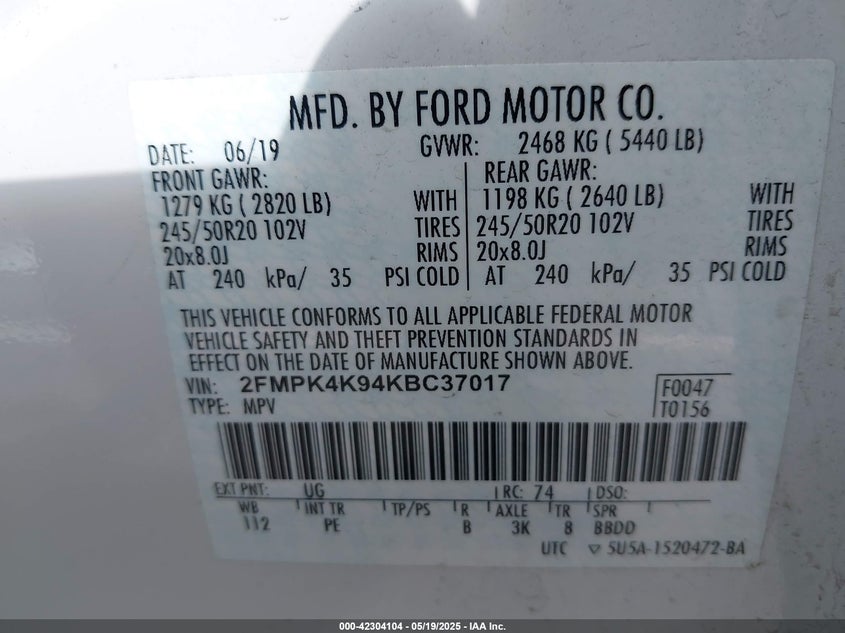 MFD. BY FORD MOTOR CO.
DATE: 06/19 GVWR: 2468 KG ( 5440 LB)
FRONT GAWR: REAR GAWR:
1279 KG ( 2820 LB) WITH 1198 KG ( 2640 LB) WITH
245/50R20 102V TIRES 245/50R20 102V TIRES
20x8.0J RIMS 20x8.0J RIMS
AT 240 kPa/ 35 PSI COLD AT 240 kPa/ 35 PSI COLD
THIS VEHICLE CONFORMS TO ALL APPLICABLE FEDERAL MOTOR
VEHICLE SAFETY AND THEFT PREVENTION STANDARDS IN
EFFECT ON THE DATE OF MANUFACTURE SHOWN ABOVE.
VIN: 2FMPK4K94KBC37017 F0047
TYPE: MPV T0156
EXT PNT: UG RC: 74 DSO:
WB INT TR TP/PS R AXLE TR SPR
112 PE B 3K 8 BBDD
UTC ▽ 5U5A-1520472-BA
000-42304104 - 05/19/2025 - IAA Inc.